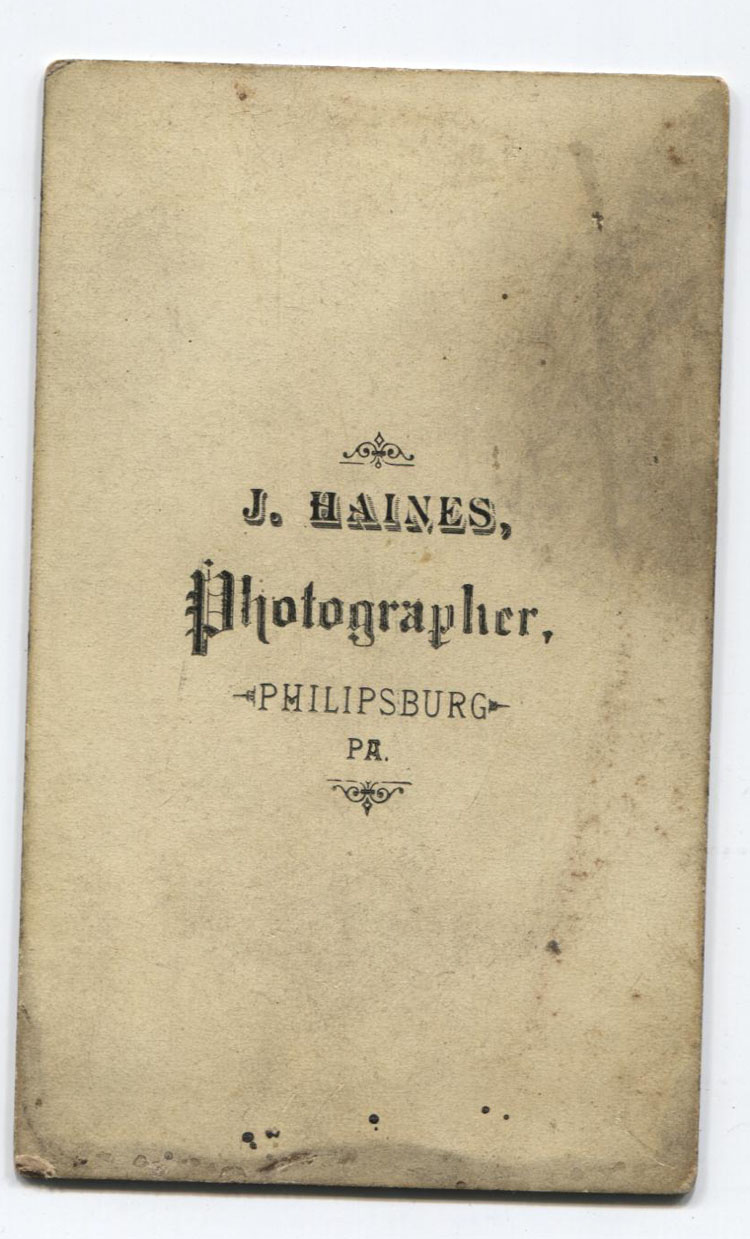 J. HAINES,
Photographer,
PHILIPSBURG
PA.